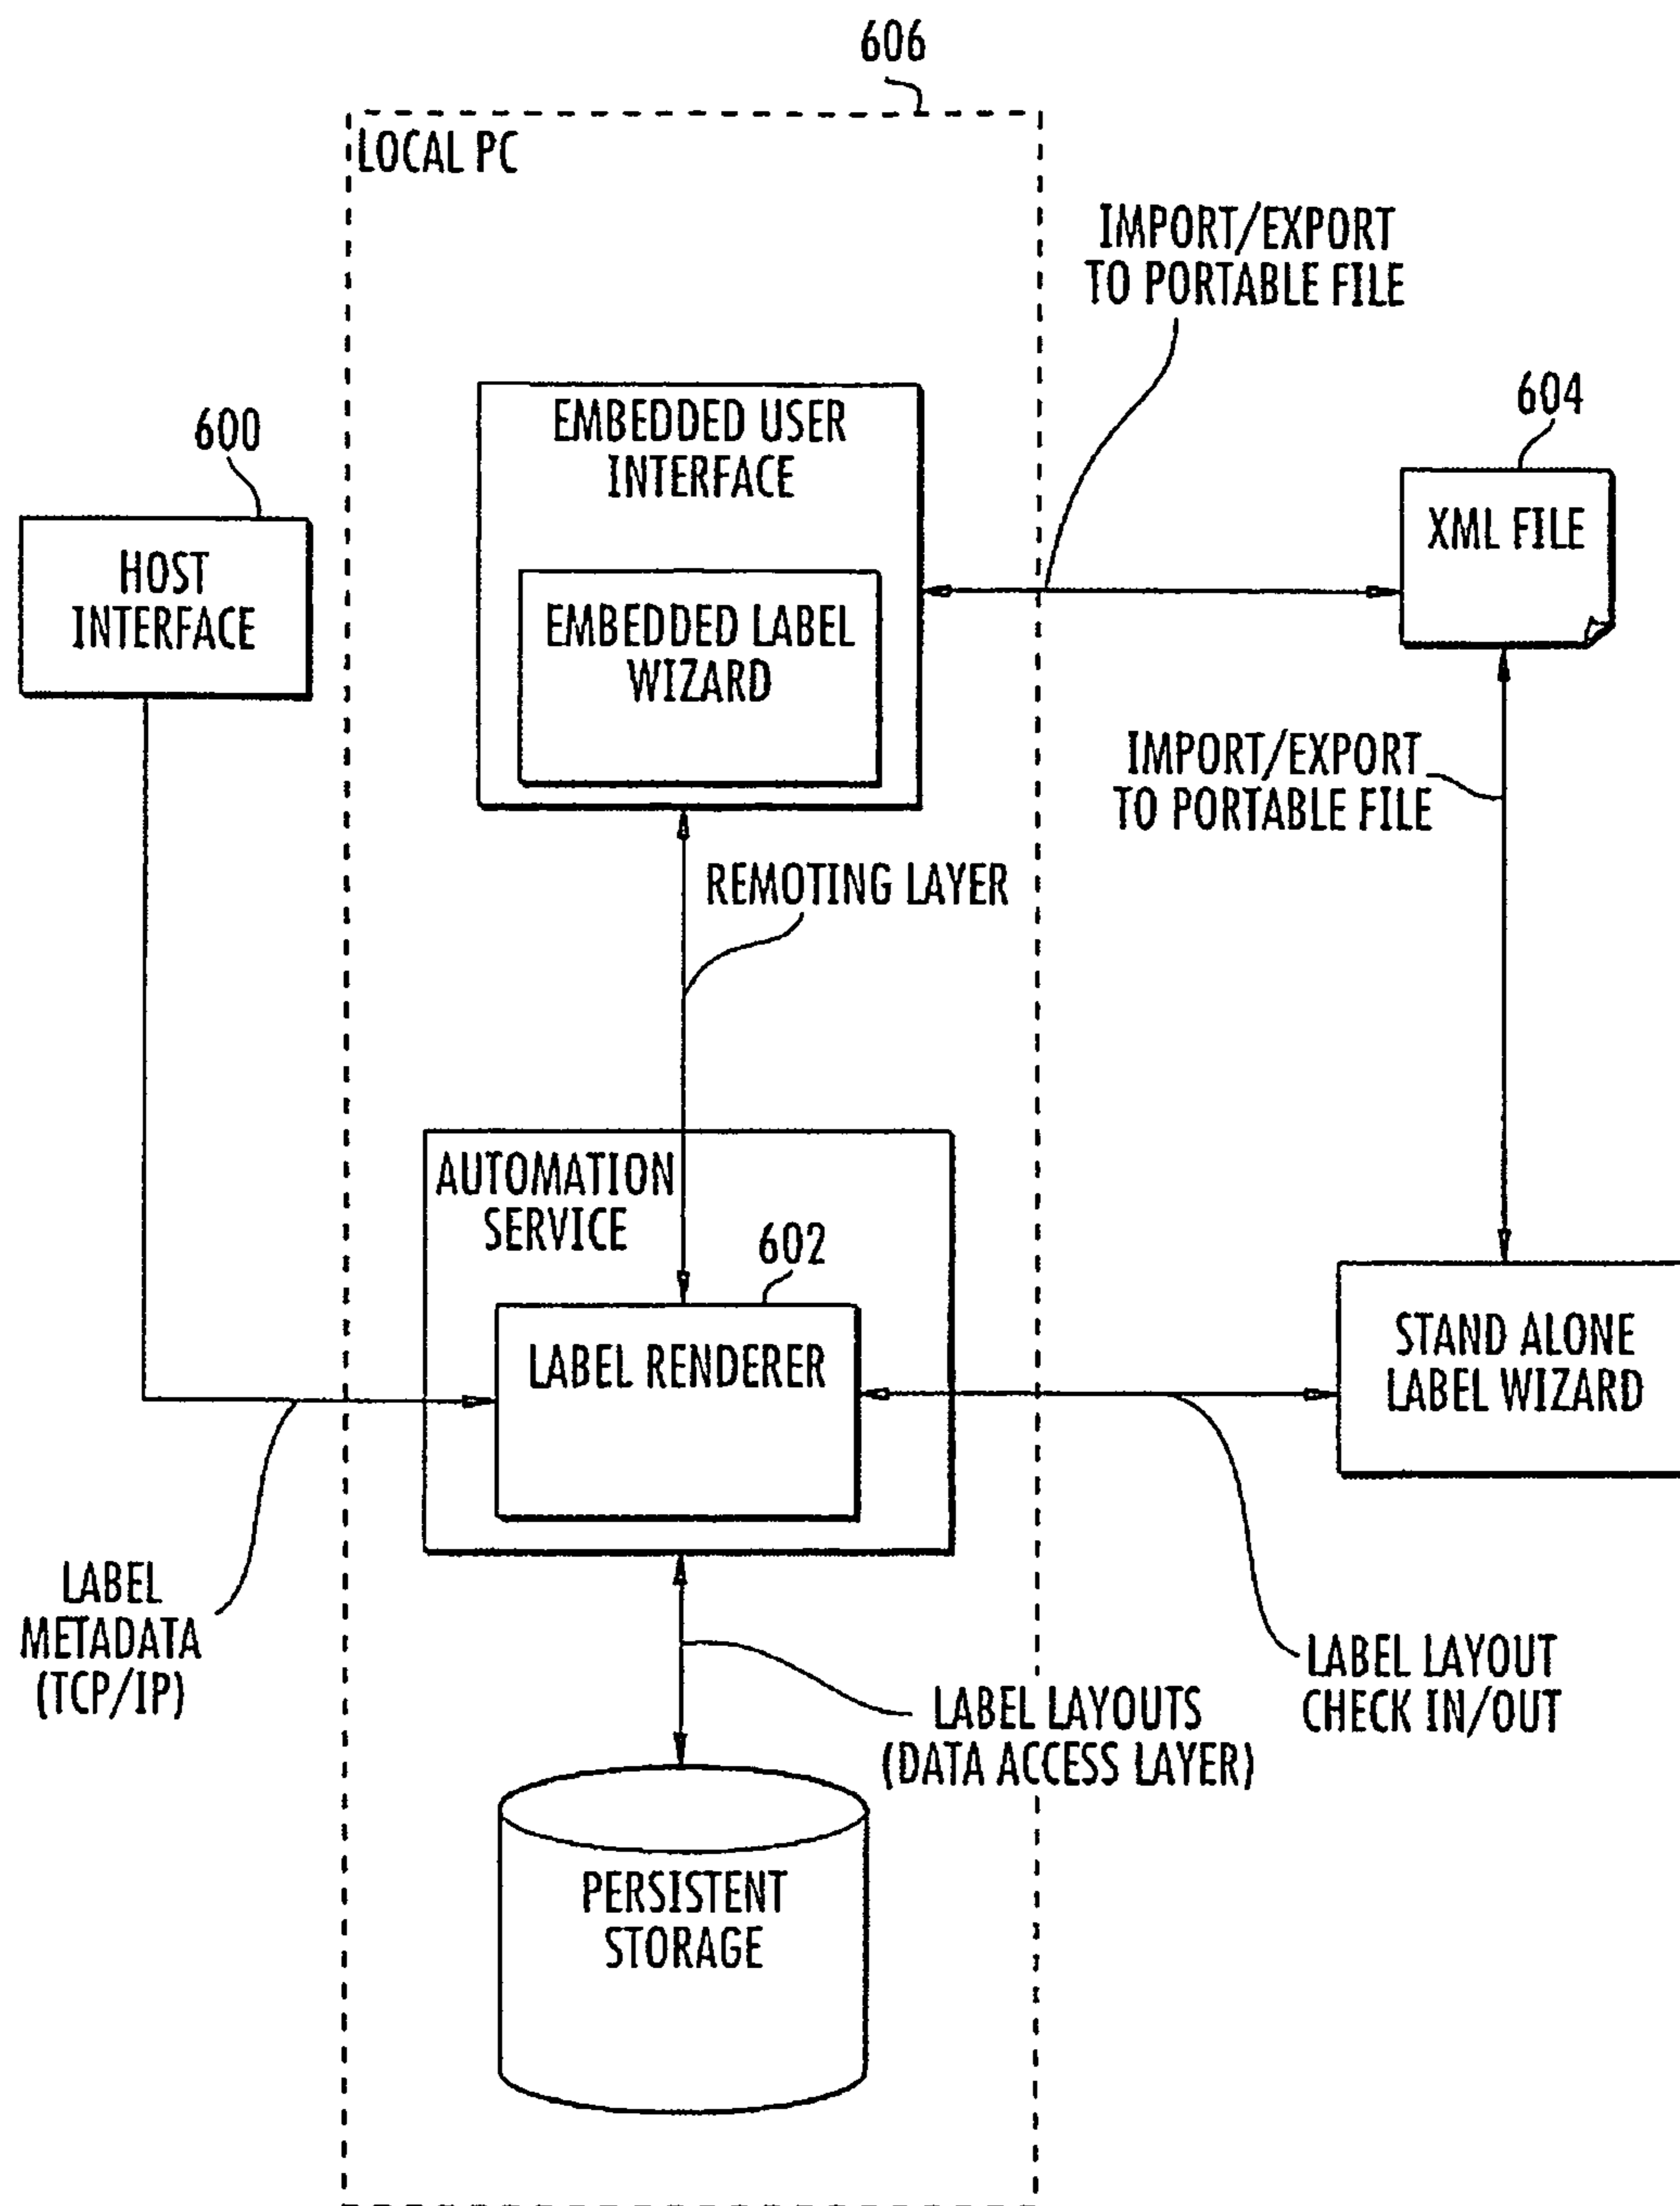 606
LOCAL PC
IMPORT/EXPORT
TO PORTABLE FILE
604
XML FILE
600
HOST
INTERFACE
EMBEDDED USER
INTERFACE
EMBEDDED LABEL
WIZARD
IMPORT/EXPORT
TO PORTABLE FILE
REMOTING LAYER
AUTOMATION
SERVICE
602
LABEL RENDERER
STAND ALONE
LABEL WIZARD
LABEL
METADATA
(TCP/IP)
LABEL LAYOUT
CHECK IN/OUT
LABEL LAYOUTS
(DATA ACCESS LAYER)
PERSISTENT
STORAGE